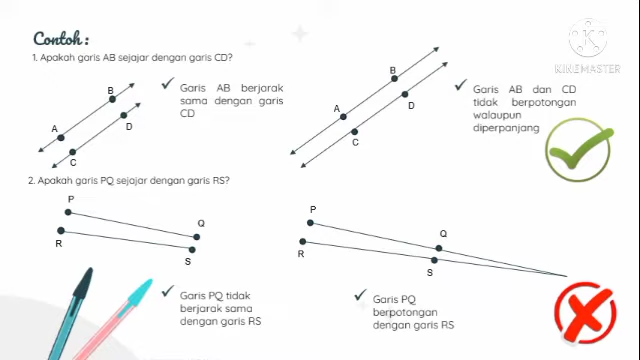 Contoh :
1. Apakah garis AB sejajar dengan garis CD?
A
B
C
D
Garis AB berjarak
sama dengan garis
CD
A
B
C
D
Garis AB dan CD
tidak berpotongan
walaupun
diperpanjang
2. Apakah garis PQ sejajar dengan garis RS?
P
Q
R
S
Garis PQ tidak
berjarak sama
dengan garis RS
P
Q
R
S
Garis PQ
berpotongan
dengan garis RS
K
KINEMASTER